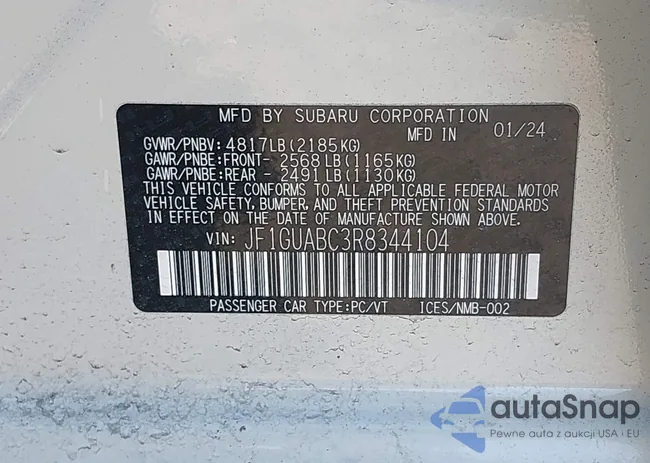 MFD BY SUBARU CORPORATION
MFD IN 01/24
GVWR/PNBV: 4817LB(2185KG)
GAWR/PNBE:FRONT- 2568LB(1165KG)
GAWR/PNBE:REAR - 2491LB(1130KG)
THIS VEHICLE CONFORMS TO ALL APPLICABLE FEDERAL MOTOR
VEHICLE SAFETY, BUMPER, AND THEFT PREVENTION STANDARDS
IN EFFECT ON THE DATE OF MANUFACTURE SHOWN ABOVE.
VIN: JF1GUABC3R8344104
PASSENGER CAR TYPE:PC/VT ICES/NMB-002
autaSnap
Pewne auta z aukcji USA i EU